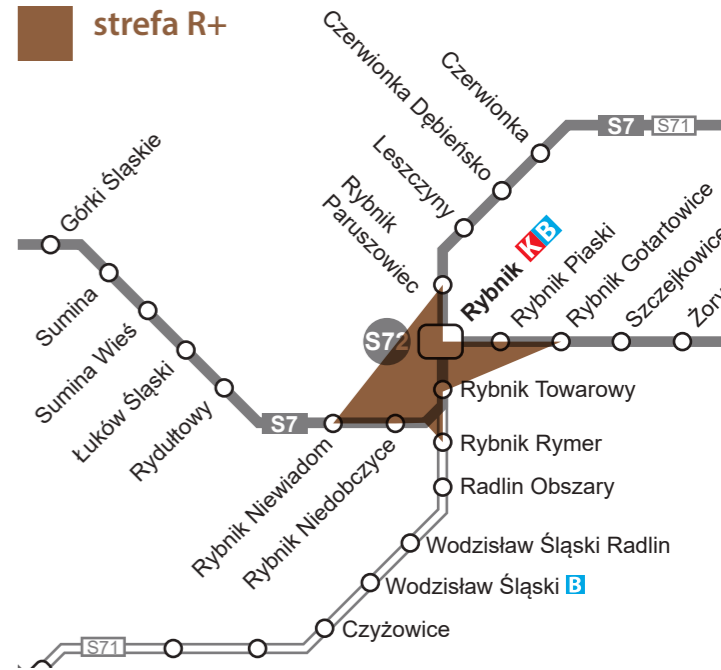 strefa R+
Czerwionka
Czerwionka Dębieńsko
Leszczyny
S7
S71
Rybnik
Paruszowiec
Górki Śląskie
Rybnik K B
Rybnik Piaski
Rybnik Gotartowice
Szczejkowice
Żory
Sumina
Sumina Wieś
Łuków Śląski
Rydułtowy
S72
S7
Rybnik Towarowy
Rybnik Niewiadom
Rybnik Niedobczyce
Rybnik Rymer
Radlin Obszary
Wodzisław Śląski Radlin
Wodzisław Śląski B
Czyżowice
S71